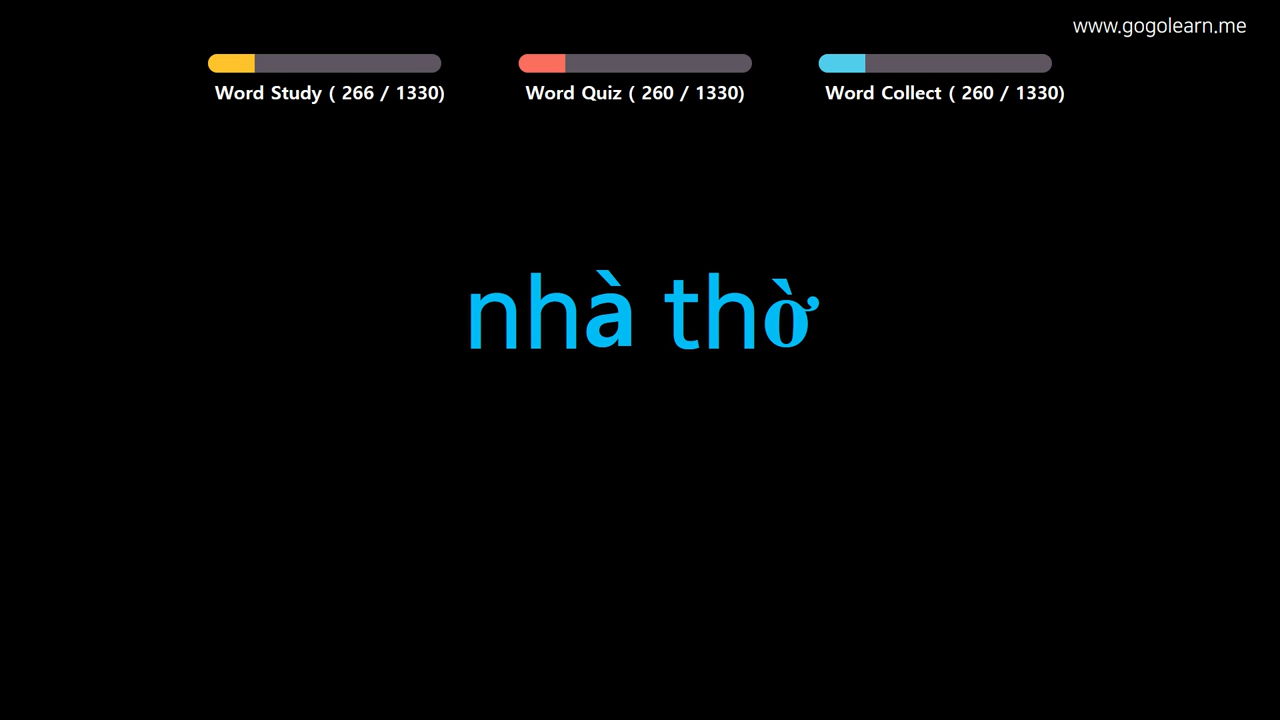 www.gogolearn.me
Word Study ( 266 / 1330)
Word Quiz ( 260 / 1330)
Word Collect ( 260 / 1330)
nhà thờ